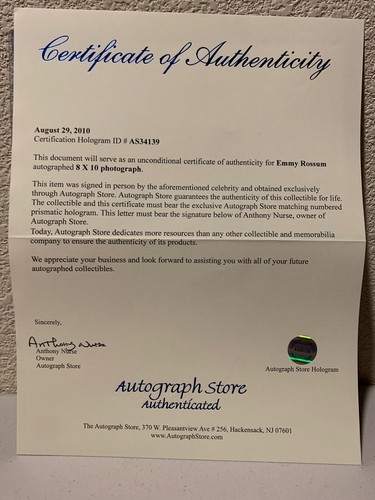 Certificate of Authenticity
August 29, 2010
Certification Hologram ID # AS34139
This document will serve as an unconditional certificate of authenticity for Emmy Rossum
autographed 8 X 10 photograph.
This item was signed in person by the aforementioned celebrity and obtained exclusively
through Autograph Store. Autograph Store guarantees the authenticity of this collectible for life.
The collectible and this certificate must bear the exclusive Autograph Store matching numbered
prismatic hologram. This letter must bear the signature below of Anthony Nurse, owner of
Autograph Store.
Today, Autograph Store dedicates more resources than any other collectible and memorabilia
company to ensure the authenticity of its products.
We appreciate your business and look forward to assisting you with all of your future
autographed collectibles.
Sincerely,
Anthony Nurse
Anthony Nurse
Owner
Autograph Store
Autograph Store Hologram
Autograph Store
Authenticated
The Autograph Store, 370 W. Pleasantview Ave # 256, Hackensack, NJ 07601
www.AutographStore.com